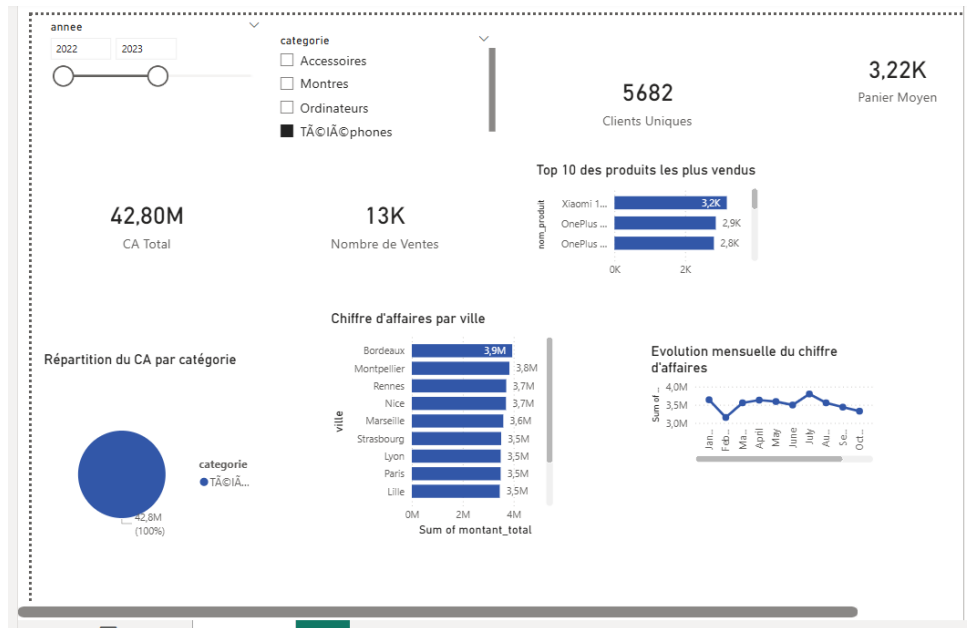 annee
2022 2023
categorie
Accessoires
Montres
Ordinateurs
TÃ©lÃ©phones
5682
Clients Uniques
3,22K
Panier Moyen
42,80M
CA Total
13K
Nombre de Ventes
Top 10 des produits les plus vendus
nom_produit
Xiaomi 1... 3,2K
OnePlus ... 2,9K
OnePlus ... 2,8K
0K 2K
Répartition du CA par catégorie
categorie
TÃ©lÃ...
42,8M
(100%)
Chiffre d'affaires par ville
ville
Bordeaux 3,9M
Montpellier 3,8M
Rennes 3,7M
Nice 3,7M
Marseille 3,6M
Strasbourg 3,5M
Lyon 3,5M
Paris 3,5M
Lille 3,5M
0M 2M 4M
Sum of montant_total
Evolution mensuelle du chiffre
d'affaires
Sum of ...
4,0M
3,5M
3,0M
Jan... Feb... Ma... April May June July Au... Se... Oct...